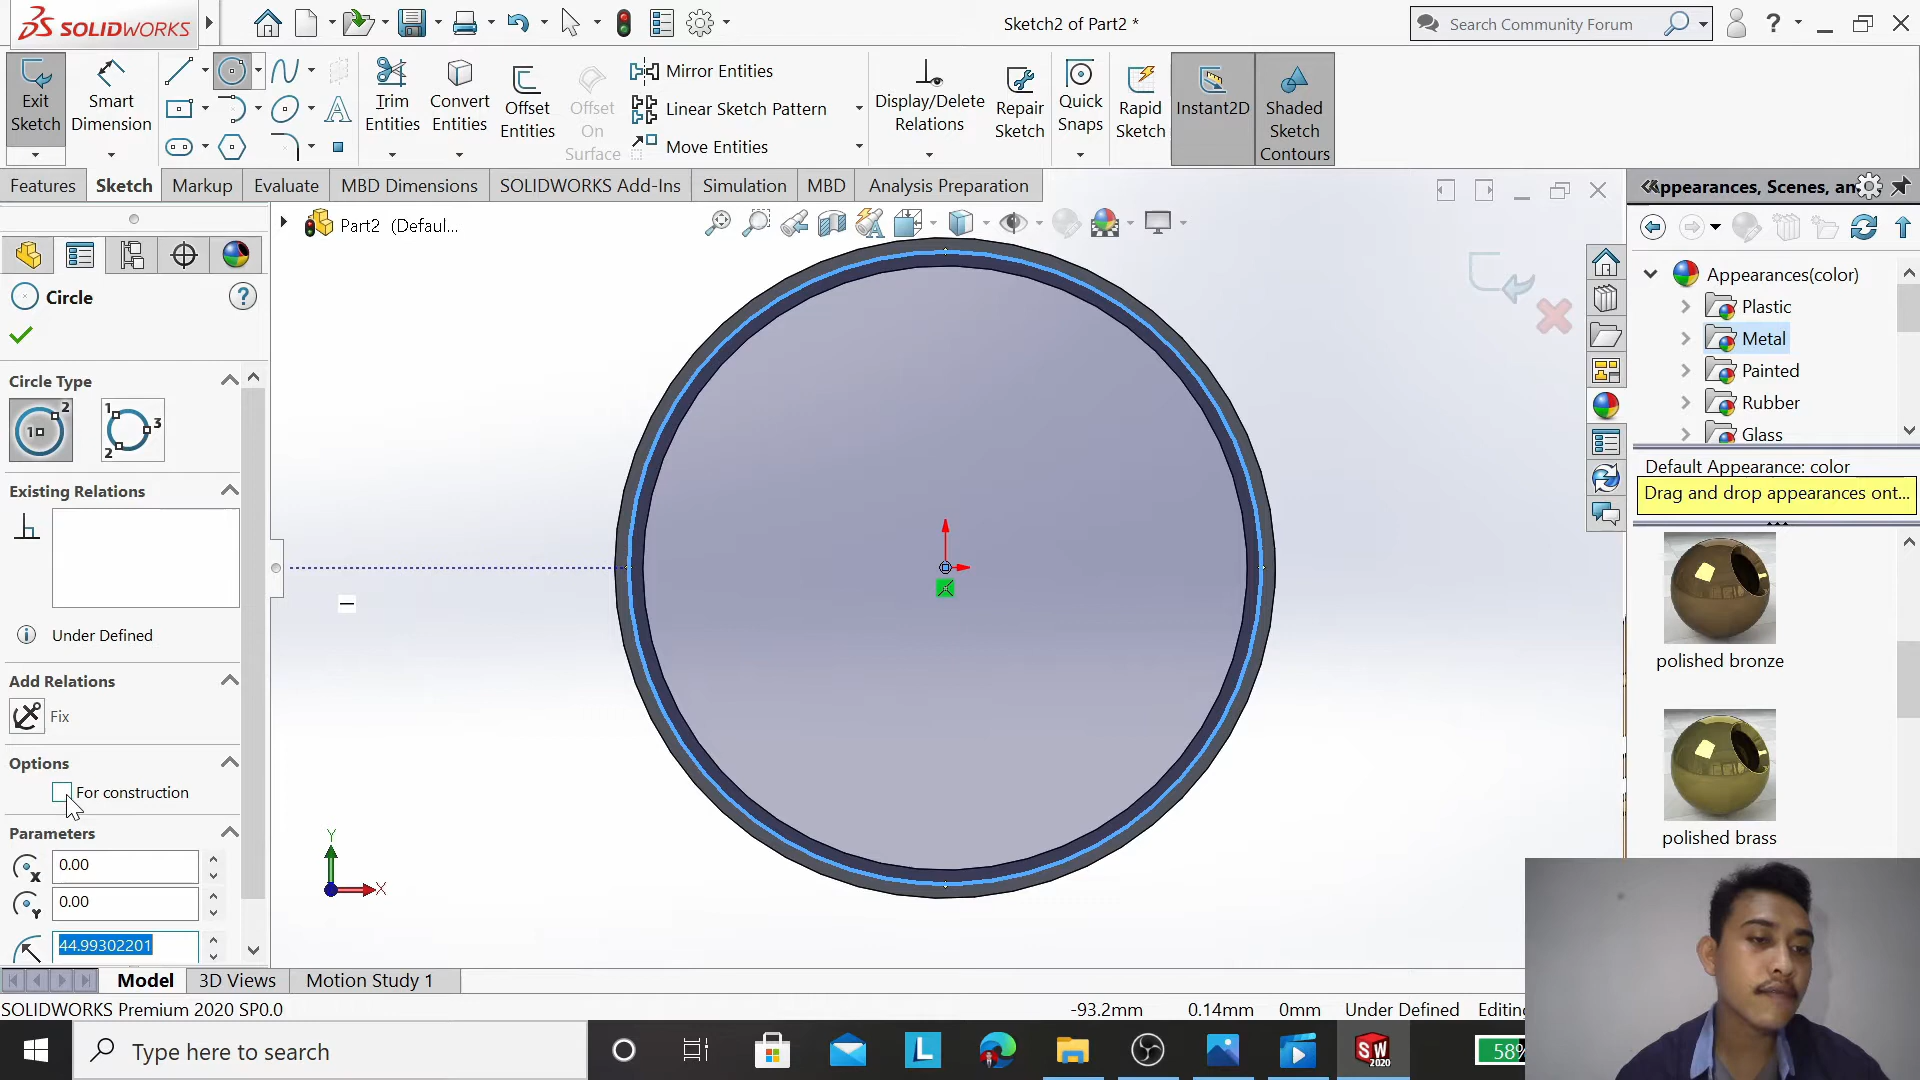 SOLIDWORKS
Sketch2 of Part2 *
Search Community Forum
?
Exit
Sketch
Smart
Dimension
Trim
Entities
Convert
Entities
Offset
Entities
Offset
On
Surface
Mirror Entities
Linear Sketch Pattern
Move Entities
Display/Delete
Relations
Repair
Sketch
Quick
Snaps
Rapid
Sketch
Instant2D
Shaded
Sketch
Contours
Features
Sketch
Markup
Evaluate
MBD Dimensions
SOLIDWORKS Add-Ins
Simulation
MBD
Analysis Preparation
Appearances, Scenes, an
Part2 (Defaul...
Circle
?
Circle Type
Existing Relations
Under Defined
Add Relations
Fix
Options
For construction
Parameters
0.00
0.00
44.99302201
Y
X
Appearances(color)
Plastic
Metal
Painted
Rubber
Glass
Default Appearance: color
Drag and drop appearances ont...
polished bronze
polished brass
Model
3D Views
Motion Study 1
SOLIDWORKS Premium 2020 SP0.0
-93.2mm
0.14mm
0mm
Under Defined
Editing
Type here to search
L
SW
2020
58%